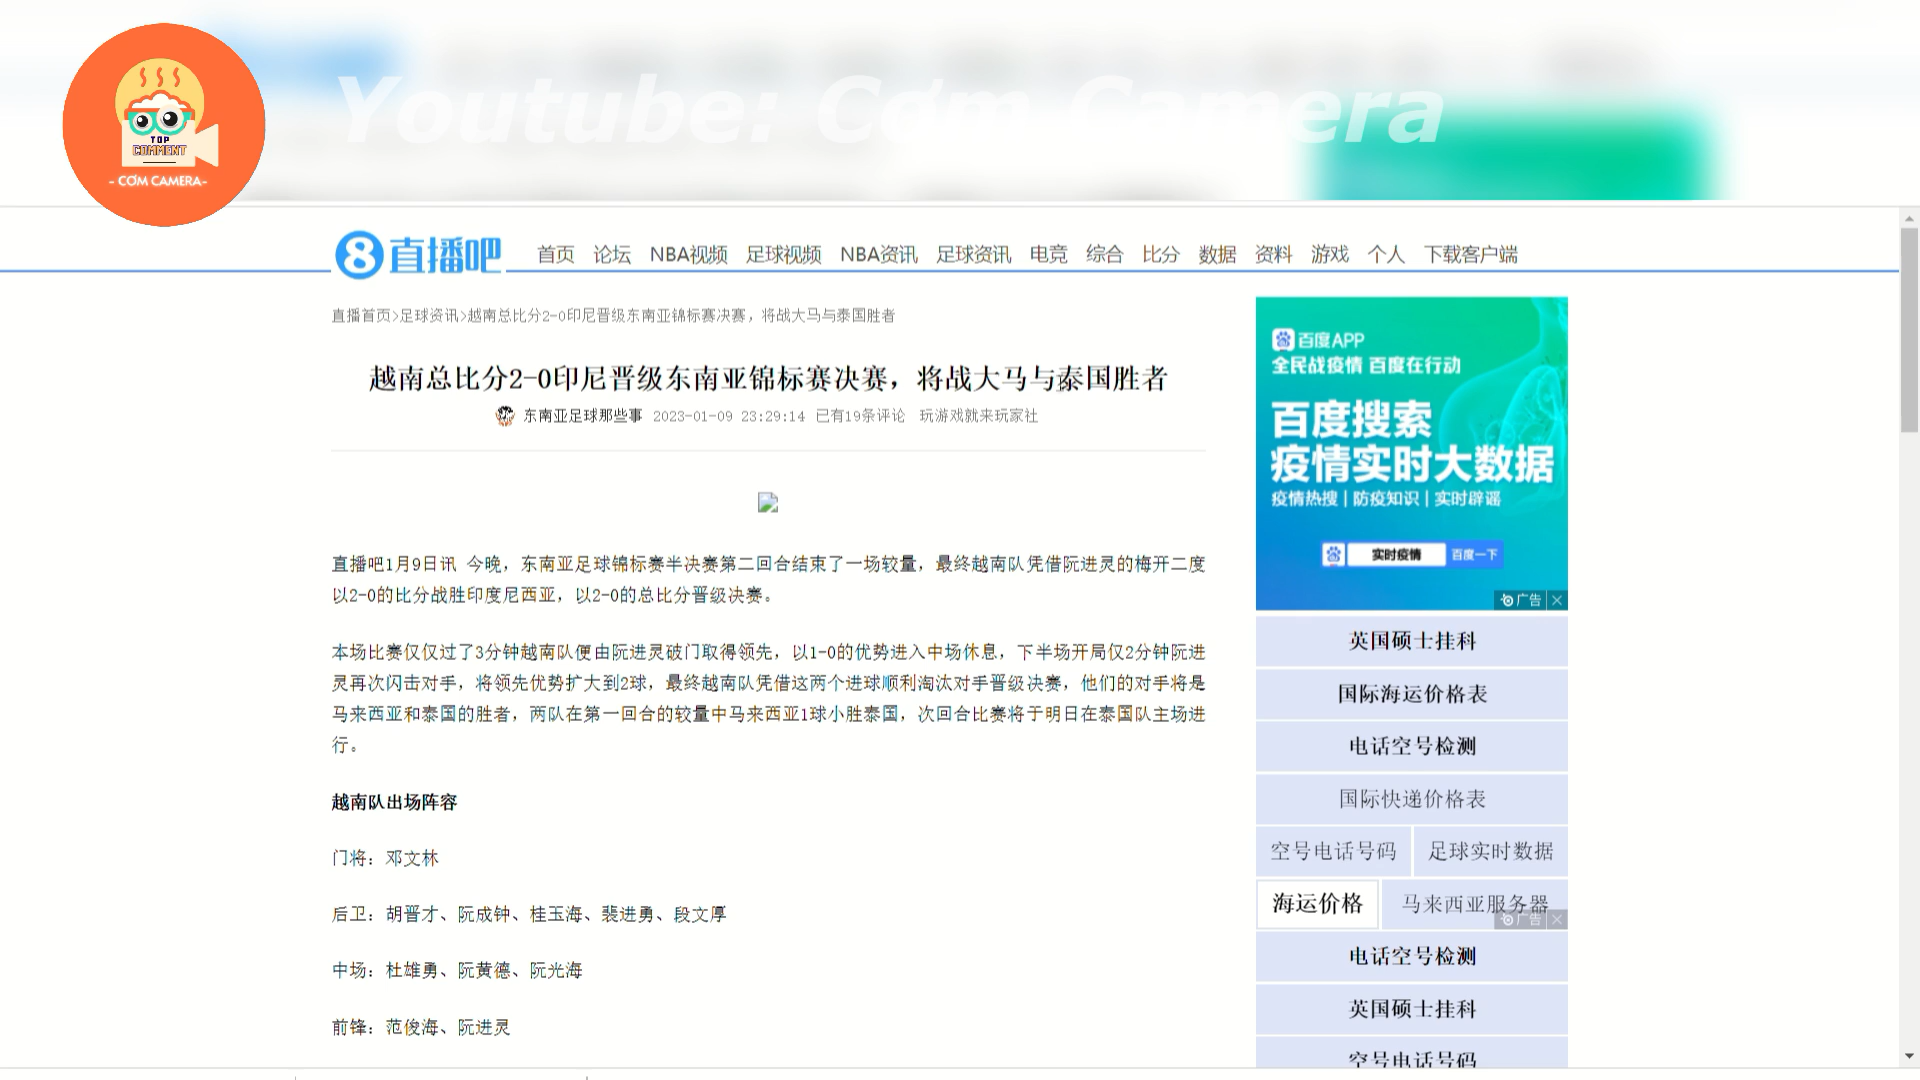 Youtube: Cơm Camera
TOP
COMMENT
- CƠM CAMERA-
8直播吧
首页 论坛 NBA视频 足球视频 NBA资讯 足球资讯 电竞 综合 比分 数据 资料 游戏 个人 下载客户端
直播首页>足球资讯>越南总比分2-0印尼晋级东南亚锦标赛决赛，将战大马与泰国胜者
越南总比分2-0印尼晋级东南亚锦标赛决赛，将战大马与泰国胜者
东南亚足球那些事 2023-01-09 23:29:14 已有19条评论 玩游戏就来玩家社
直播吧1月9日讯 今晚，东南亚足球锦标赛半决赛第二回合结束了一场较量，最终越南队凭借阮进灵的梅开二度
以2-0的比分战胜印度尼西亚，以2-0的总比分晋级决赛。
本场比赛仅仅过了3分钟越南队便由阮进灵破门取得领先，以1-0的优势进入中场休息，下半场开局仅2分钟阮进
灵再次闪击对手，将领先优势扩大到2球，最终越南队凭借这两个进球顺利淘汰对手晋级决赛，他们的对手将是
马来西亚和泰国的胜者，两队在第一回合的较量中马来西亚1球小胜泰国，次回合比赛将于明日在泰国队主场进
行。
越南队出场阵容
门将：邓文林
后卫：胡晋才、阮成钟、桂玉海、裴进勇、段文厚
中场：杜雄勇、阮黄德、阮光海
前锋：范俊海、阮进灵
百度APP
全民战疫情 百度在行动
百度搜索
疫情实时大数据
疫情热搜 | 防疫知识 | 实时辟谣
实时疫情 百度一下
广告
英国硕士挂科
国际海运价格表
电话空号检测
国际快递价格表
空号电话号码 足球实时数据
海运价格 马来西亚服务器
广告
电话空号检测
英国硕士挂科
空号电话号码